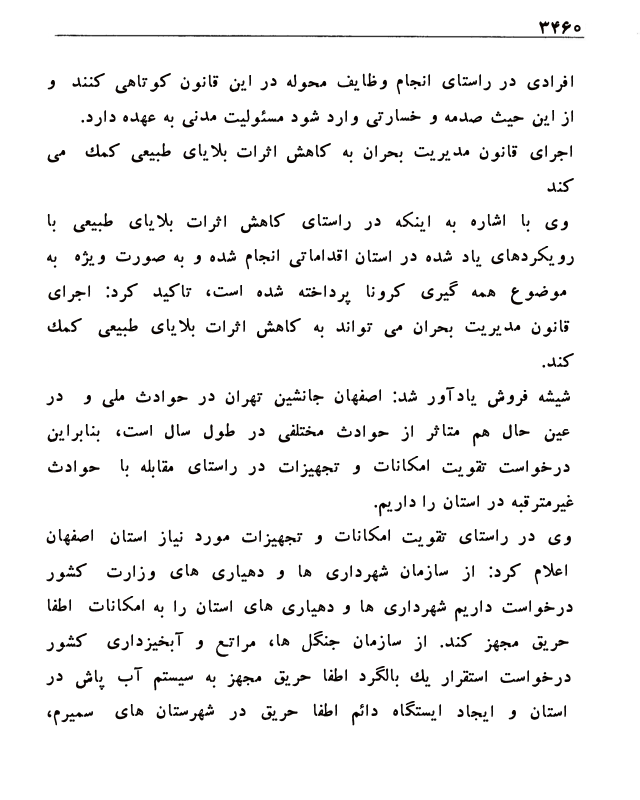 ۳۴۶۰
افرادی در راستای انجام وظایف محوله در این قانون کوتاهی کنند و
از این حیث صدمه و خسارتی وارد شود مسئولیت مدنی به عهده دارد.
اجرای قانون مدیریت بحران به کاهش اثرات بلایای طبیعی کمك می
کند
وی با اشاره به اینکه در راستای کاهش اثرات بلایای طبیعی با
رویکردهای یاد شده در استان اقداماتی انجام شده و به صورت ویژه به
موضوع همه گیری کرونا پرداخته شده است، تاکید کرد: اجرای
قانون مدیریت بحران می تواند به کاهش اثرات بلایای طبیعی کمك
کند.
شیشه فروش یادآور شد: اصفهان جانشین تهران در حوادث ملی و در
عین حال هم متاثر از حوادث مختلفی در طول سال است، بنابراین
درخواست تقویت امکانات و تجهیزات در راستای مقابله با حوادث
غیرمترقبه در استان را داریم.
وی در راستای تقویت امکانات و تجهیزات مورد نیاز استان اصفهان
اعلام کرد: از سازمان شهرداری ها و دهیاری های وزارت کشور
درخواست داریم شهرداری ها و دهیاری های استان را به امکانات اطفا
حریق مجهز کند. از سازمان جنگل ها، مراتع و آبخیزداری کشور
درخواست استقرار یك بالگرد اطفا حریق مجهز به سیستم آب پاش در
استان و ایجاد ایستگاه دائم اطفا حریق در شهرستان های سمیرم،